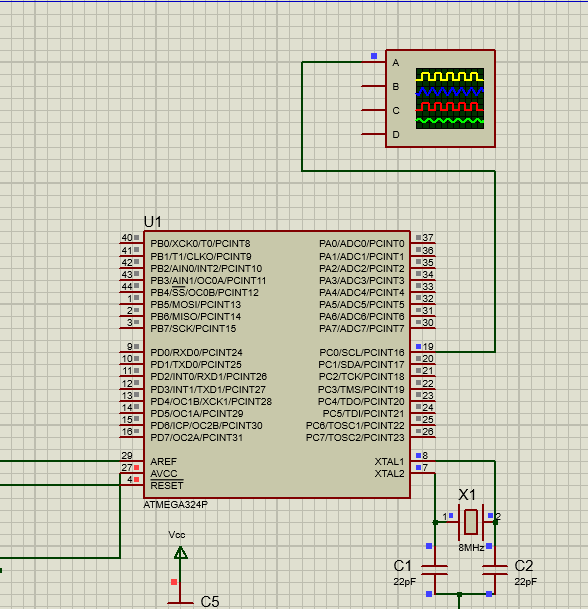 A
B
C
D
U1
40 PB0/XCK0/T0/PCINT8 PA0/ADC0/PCINT0 37
41 PB1/T1/CLKO/PCINT9 PA1/ADC1/PCINT1 36
42 PB2/AIN0/INT2/PCINT10 PA2/ADC2/PCINT2 35
43 PB3/AIN1/OC0A/PCINT11 PA3/ADC3/PCINT3 34
44 PB4/SS/OC0B/PCINT12 PA4/ADC4/PCINT4 33
1 PB5/MOSI/PCINT13 PA5/ADC5/PCINT5 32
2 PB6/MISO/PCINT14 PA6/ADC6/PCINT6 31
3 PB7/SCK/PCINT15 PA7/ADC7/PCINT7 30
9 PD0/RXD0/PCINT24 PC0/SCL/PCINT16 19
10 PD1/TXD0/PCINT25 PC1/SDA/PCINT17 20
11 PD2/INT0/RXD1/PCINT26 PC2/TCK/PCINT18 21
12 PD3/INT1/TXD1/PCINT27 PC3/TMS/PCINT19 22
13 PD4/OC1B/XCK1/PCINT28 PC4/TDO/PCINT20 23
14 PD5/OC1A/PCINT29 PC5/TDI/PCINT21 24
15 PD6/ICP/OC2B/PCINT30 PC6/TOSC1/PCINT22 25
16 PD7/OC2A/PCINT31 PC7/TOSC2/PCINT23 26
29 AREF XTAL1 8
27 AVCC XTAL2 7
4 RESET
ATMEGA324P
X1
1 2
8MHz
Vcc
C1
22pF
C2
22pF
C5